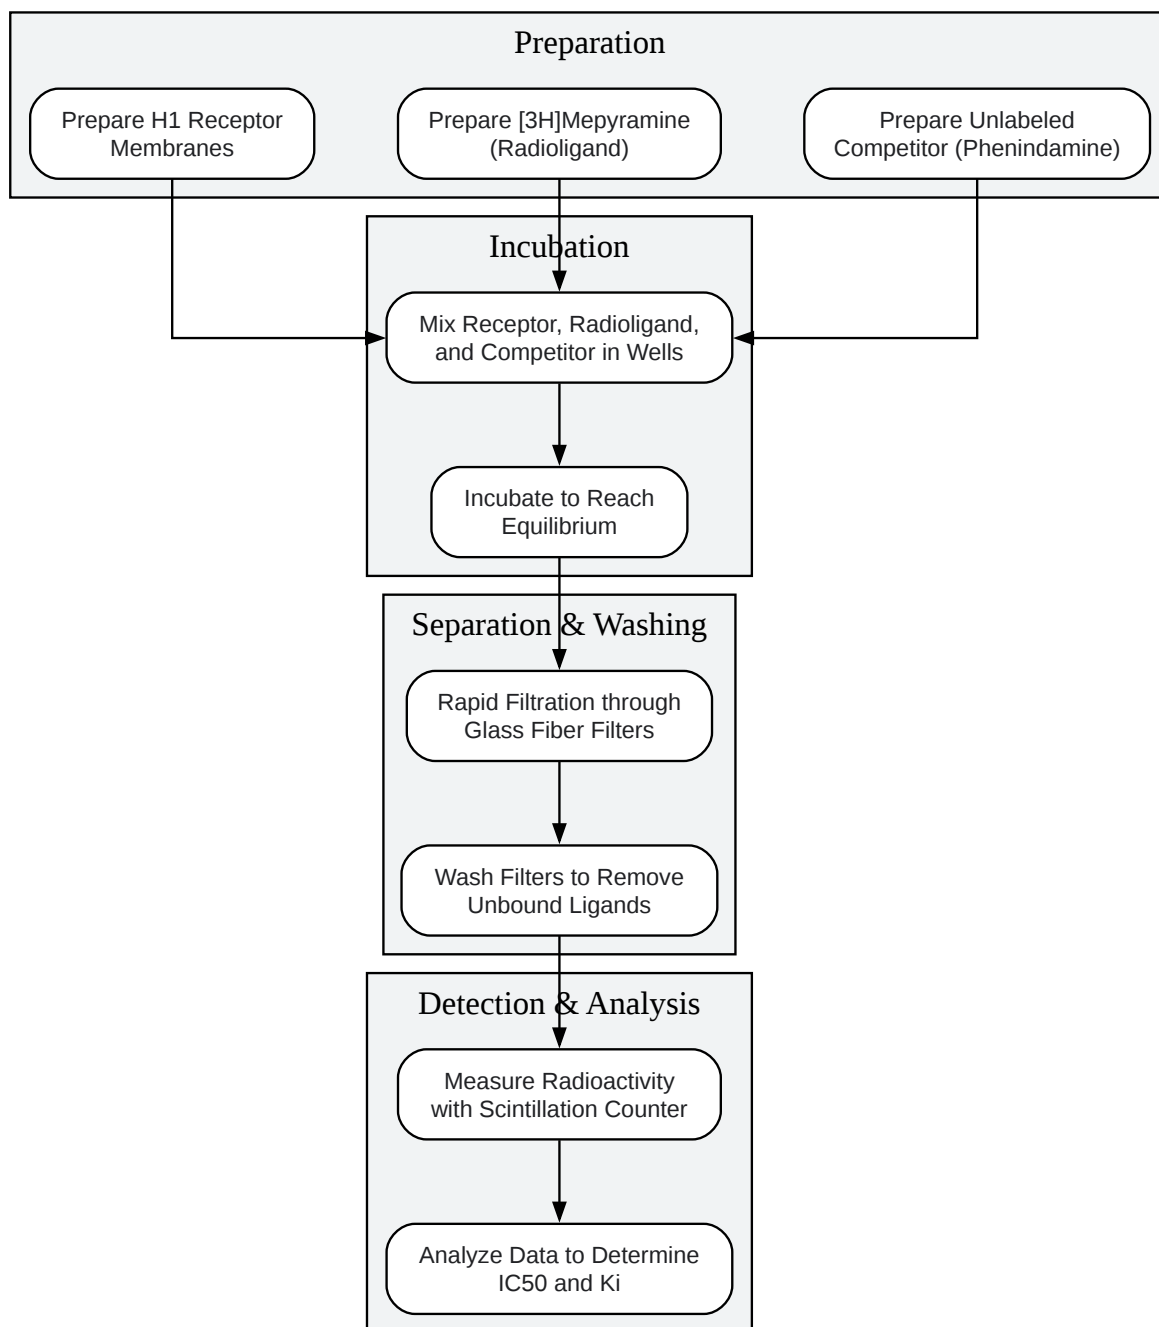 Preparation
Prepare H1 Receptor
Membranes
Prepare [3H]Mepyramine
(Radioligand)
Prepare Unlabeled
Competitor (Phenindamine)
Incubation
Mix Receptor, Radioligand,
and Competitor in Wells
Incubate to Reach
Equilibrium
Separation & Washing
Rapid Filtration through
Glass Fiber Filters
Wash Filters to Remove
Unbound Ligands
Detection & Analysis
Measure Radioactivity
with Scintillation Counter
Analyze Data to Determine
IC50 and Ki